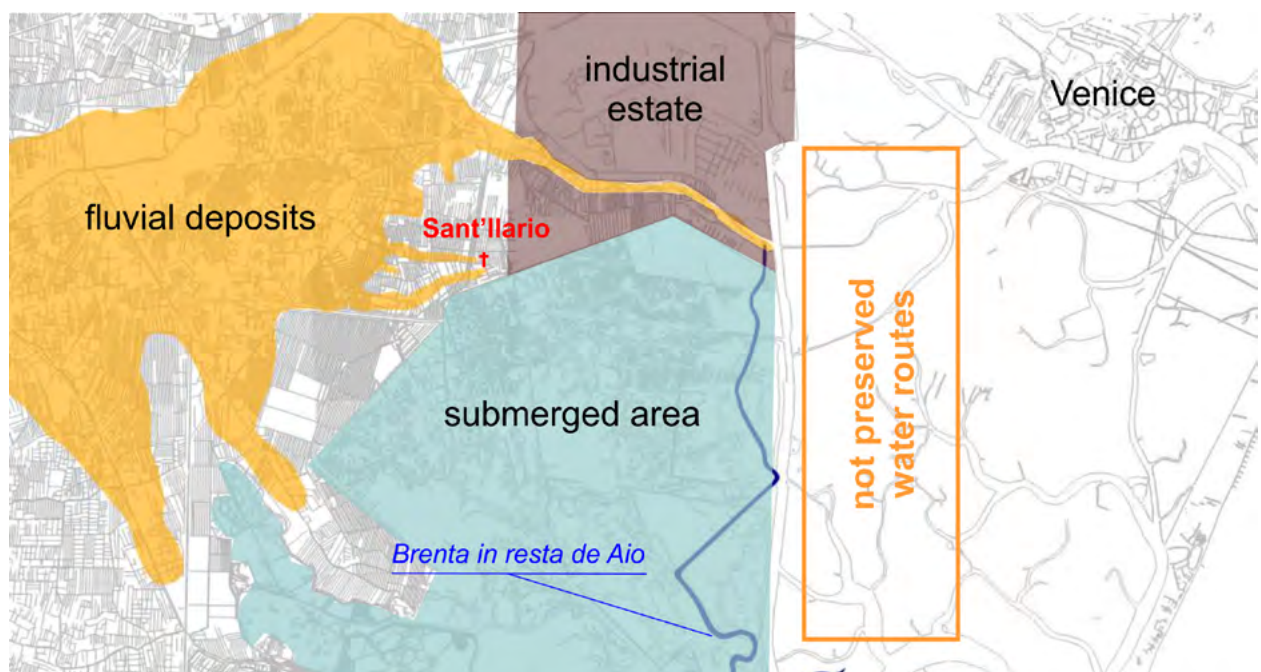 industrial
estate
Venice
fluvial deposits
Sant'Ilario
not preserved
water routes
submerged area
Brenta in resta de Aio